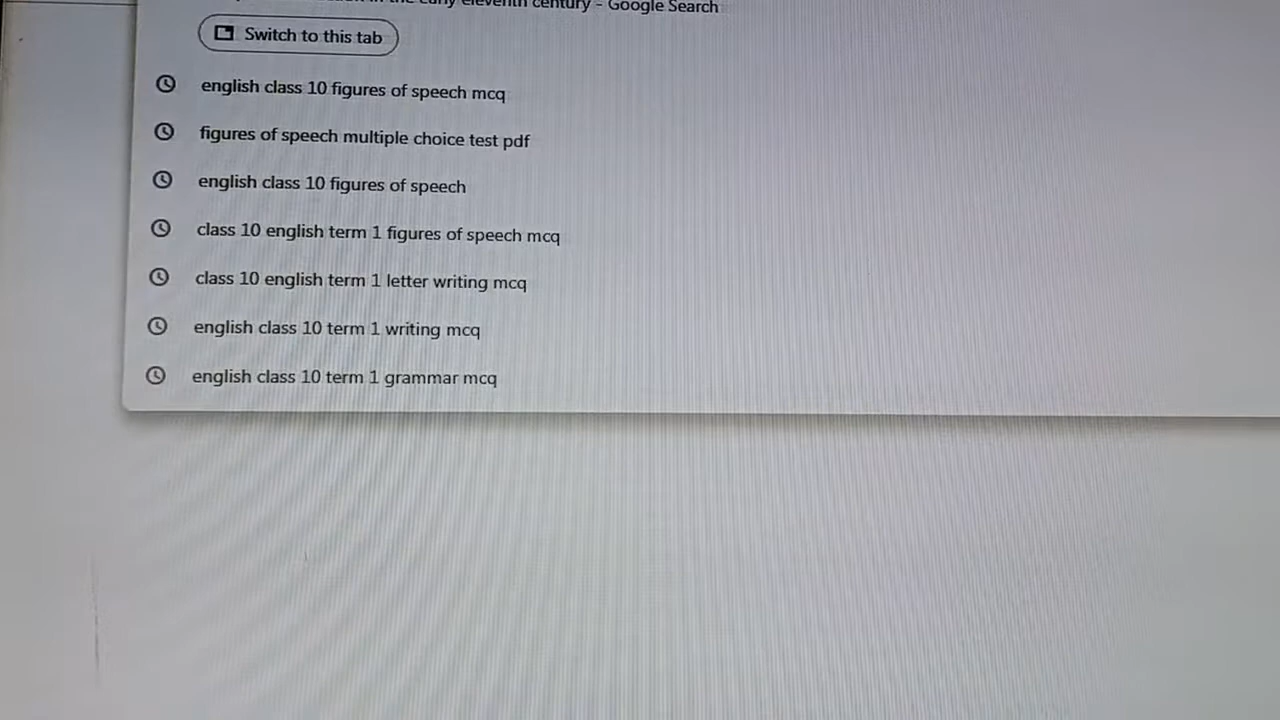 early eleventh century - Google Search
Switch to this tab
english class 10 figures of speech mcq
figures of speech multiple choice test pdf
english class 10 figures of speech
class 10 english term 1 figures of speech mcq
class 10 english term 1 letter writing mcq
english class 10 term 1 writing mcq
english class 10 term 1 grammar mcq